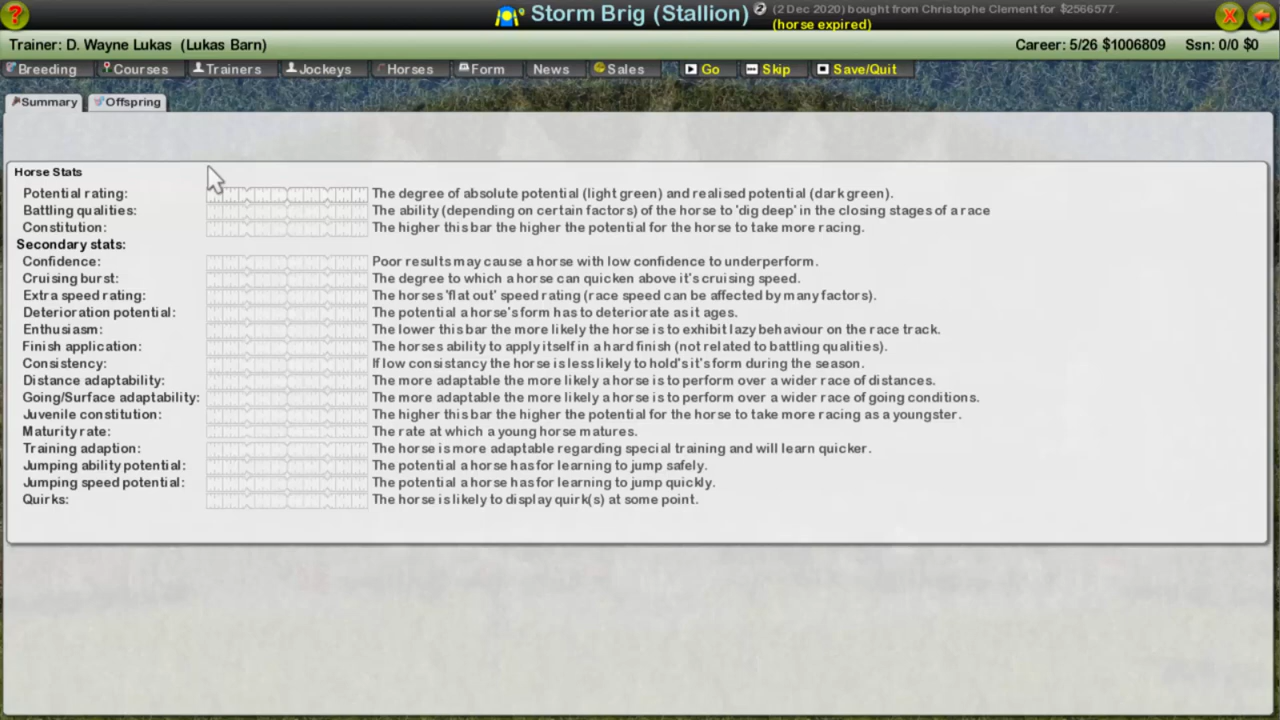 Storm Brig (Stallion) (2 Dec 2020) bought from Christophe Clement for $2566577.
(horse expired)
Trainer: D. Wayne Lukas (Lukas Barn) Career: 5/26 $1006809 Ssn: 0/0 $0
Breeding Courses Trainers Jockeys Horses Form News Sales Go Skip Save/Quit
Summary Offspring
Horse Stats
Potential rating: The degree of absolute potential (light green) and realised potential (dark green).
Battling qualities: The ability (depending on certain factors) of the horse to 'dig deep' in the closing stages of a race
Constitution: The higher this bar the higher the potential for the horse to take more racing.
Secondary stats:
Confidence: Poor results may cause a horse with low confidence to underperform.
Cruising burst: The degree to which a horse can quicken above it's cruising speed.
Extra speed rating: The horses 'flat out' speed rating (race speed can be affected by many factors).
Deterioration potential: The potential a horse's form has to deteriorate as it ages.
Enthusiasm: The lower this bar the more likely the horse is to exhibit lazy behaviour on the race track.
Finish application: The horses ability to apply itself in a hard finish (not related to battling qualities).
Consistency: If low consistancy the horse is less likely to hold's it's form during the season.
Distance adaptability: The more adaptable the more likely a horse is to perform over a wider race of distances.
Going/Surface adaptability: The more adaptable the more likely a horse is to perform over a wider race of going conditions.
Juvenile constitution: The higher this bar the higher the potential for the horse to take more racing as a youngster.
Maturity rate: The rate at which a young horse matures.
Training adaption: The horse is more adaptable regarding special training and will learn quicker.
Jumping ability potential: The potential a horse has for learning to jump safely.
Jumping speed potential: The potential a horse has for learning to jump quickly.
Quirks: The horse is likely to display quirk(s) at some point.